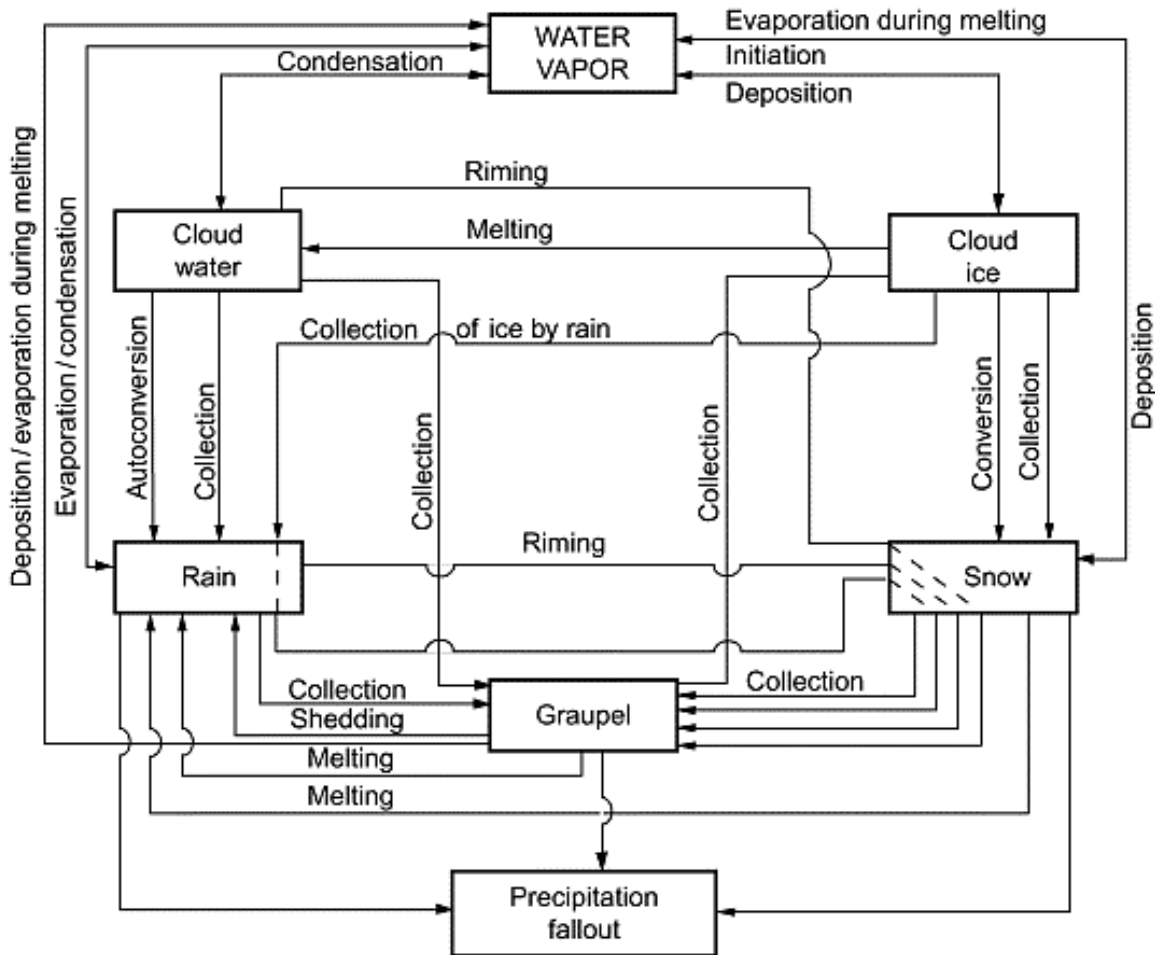 WATER
VAPOR
Evaporation during melting
Initiation
Deposition
Condensation
Deposition / evaporation during melting
Evaporation / condensation
Riming
Cloud
water
Melting
Cloud
ice
Collection of ice by rain
Autoconversion
Collection
Collection
Collection
Conversion
Collection
Deposition
Rain
Riming
Snow
Collection
Shedding
Graupel
Collection
Melting
Melting
Precipitation
fallout